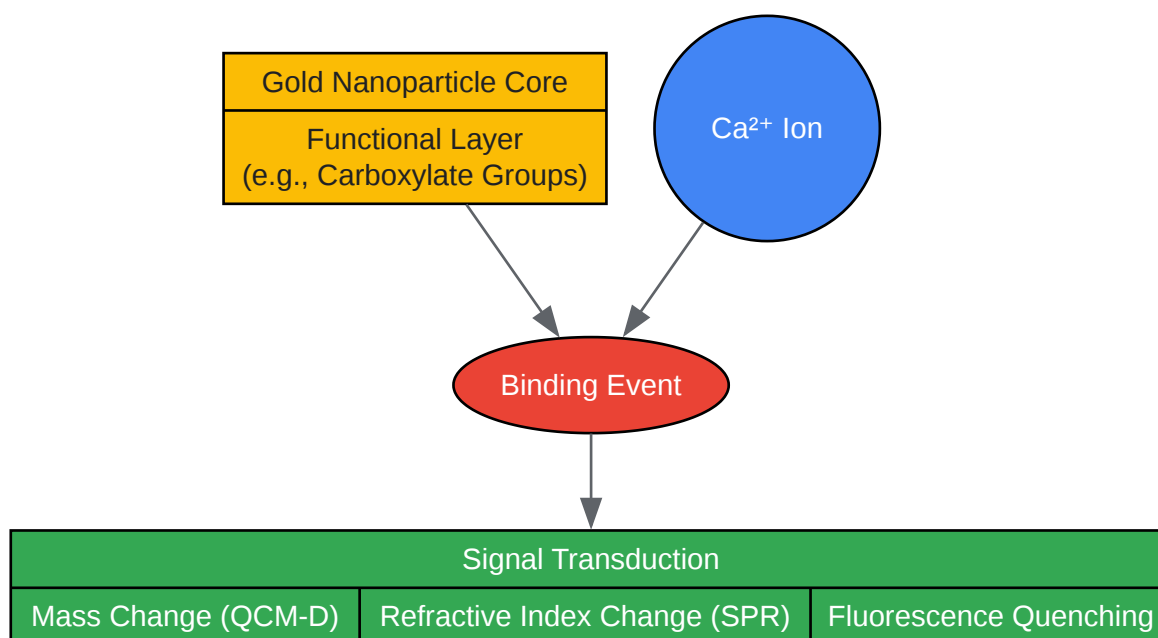 Gold Nanoparticle Core
Functional Layer
(e.g., Carboxylate Groups)
Ca²⁺ Ion
Binding Event
Signal Transduction
Mass Change (QCM-D)
Refractive Index Change (SPR)
Fluorescence Quenching